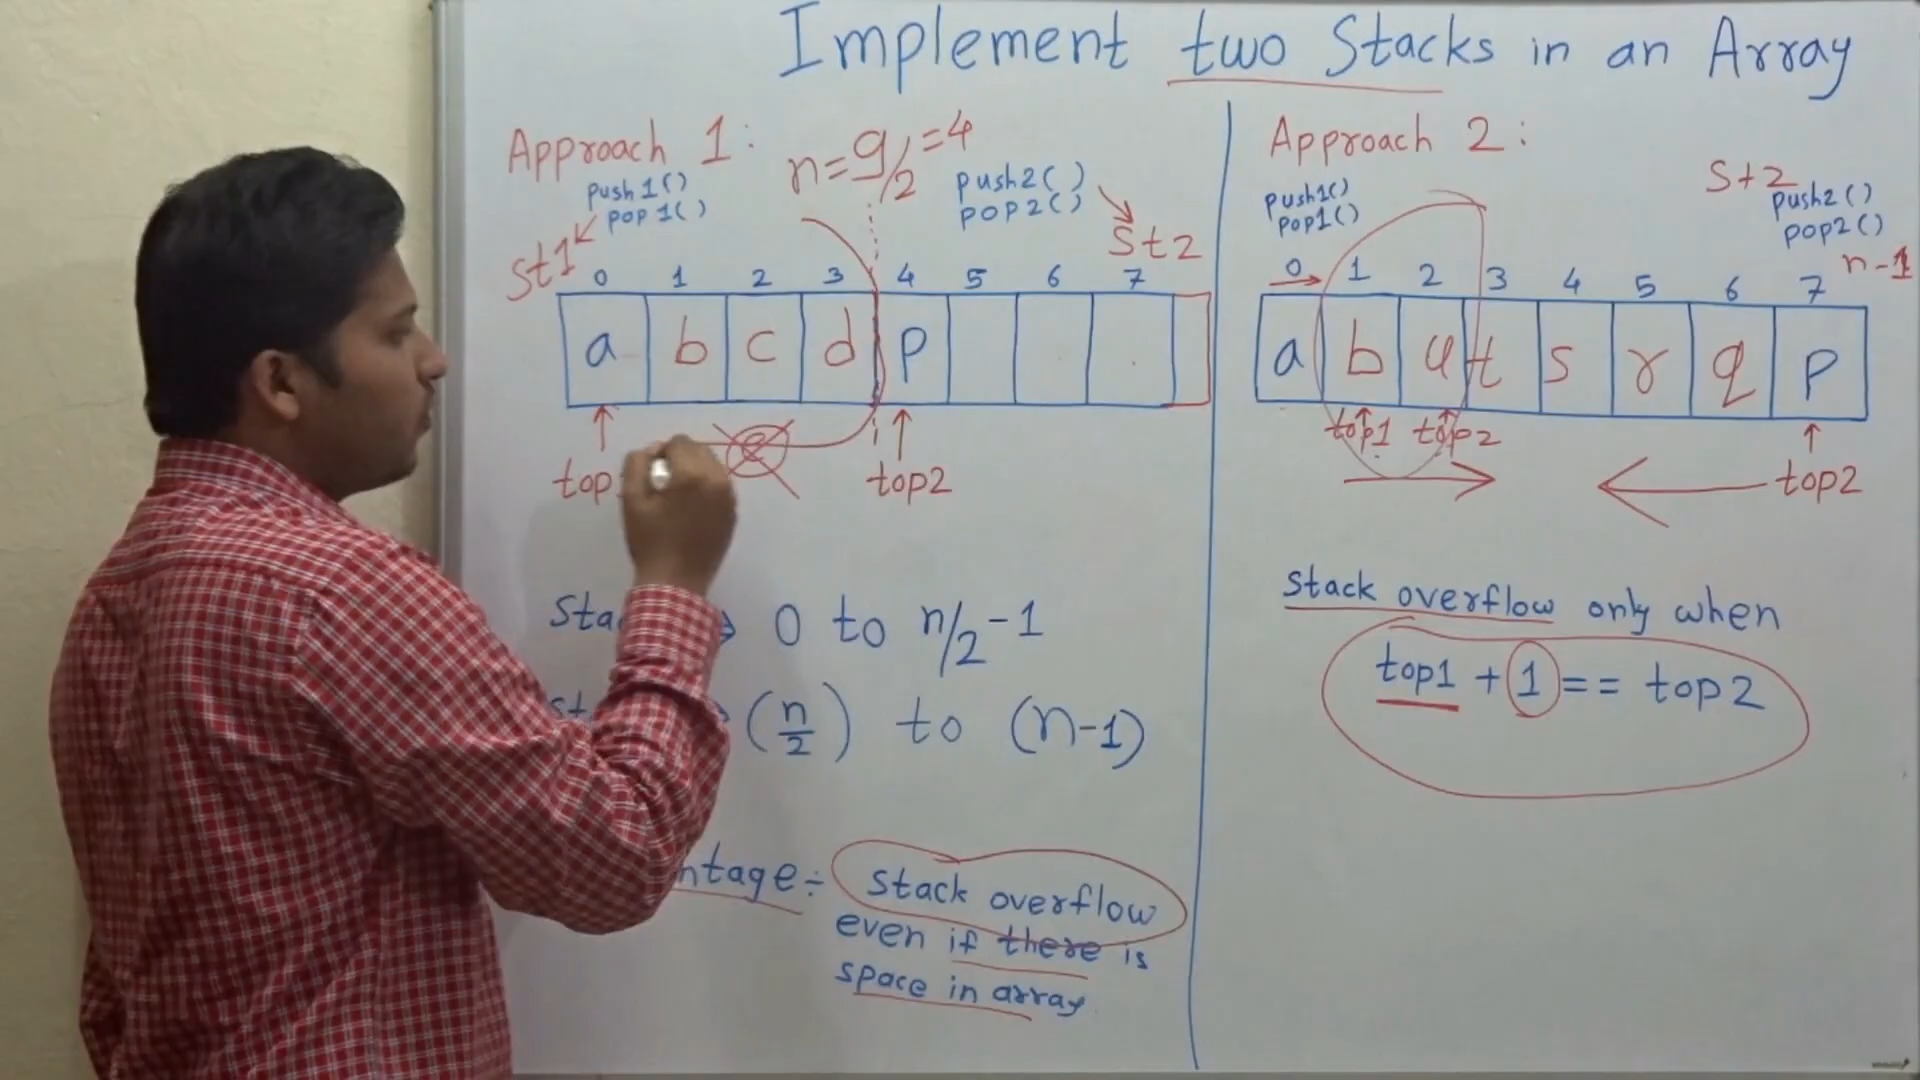 Implement two Stacks in an Array
Approach 1:
n=9/2=4
push1()
pop1()
push2()
pop2()
St1
St2
0 1 2 3 4 5 6 7
a b c d p
e
top
top2
0 to n/2-1
(n/2) to (n-1)
ntage:-
Stack overflow
even if there is
space in array
Approach 2:
push1()
pop1()
St2
push2()
pop2()
n-1
0 1 2 3 4 5 6 7
a b u t s r q p
top1 top2
top2
Stack overflow only when
top1 + 1 == top2